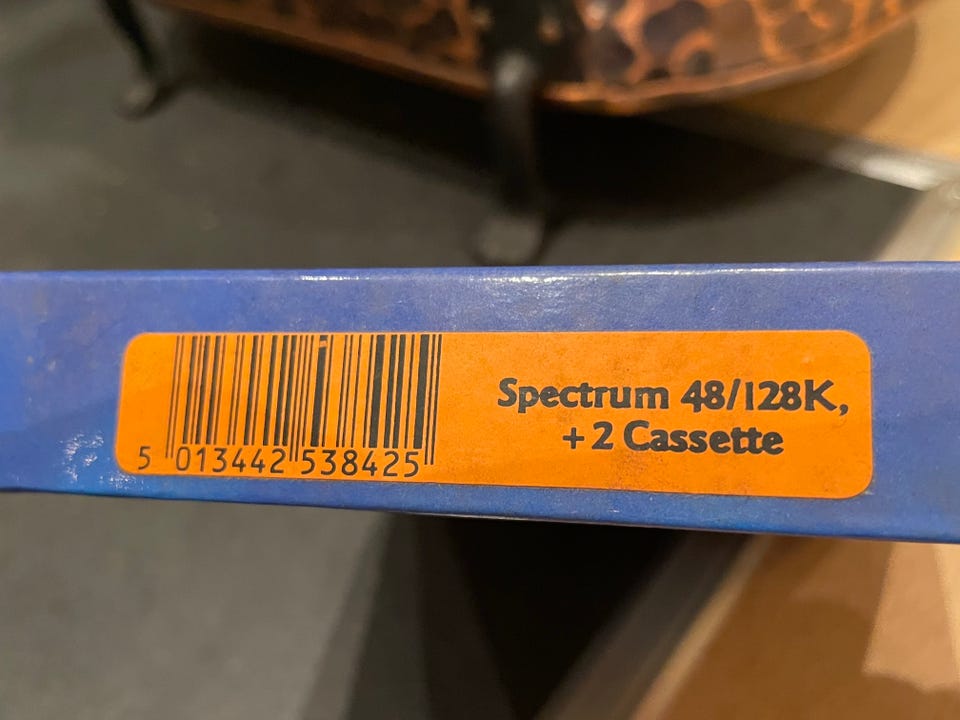 Spectrum 48/128K,
+2 Cassette
5 013442 538425